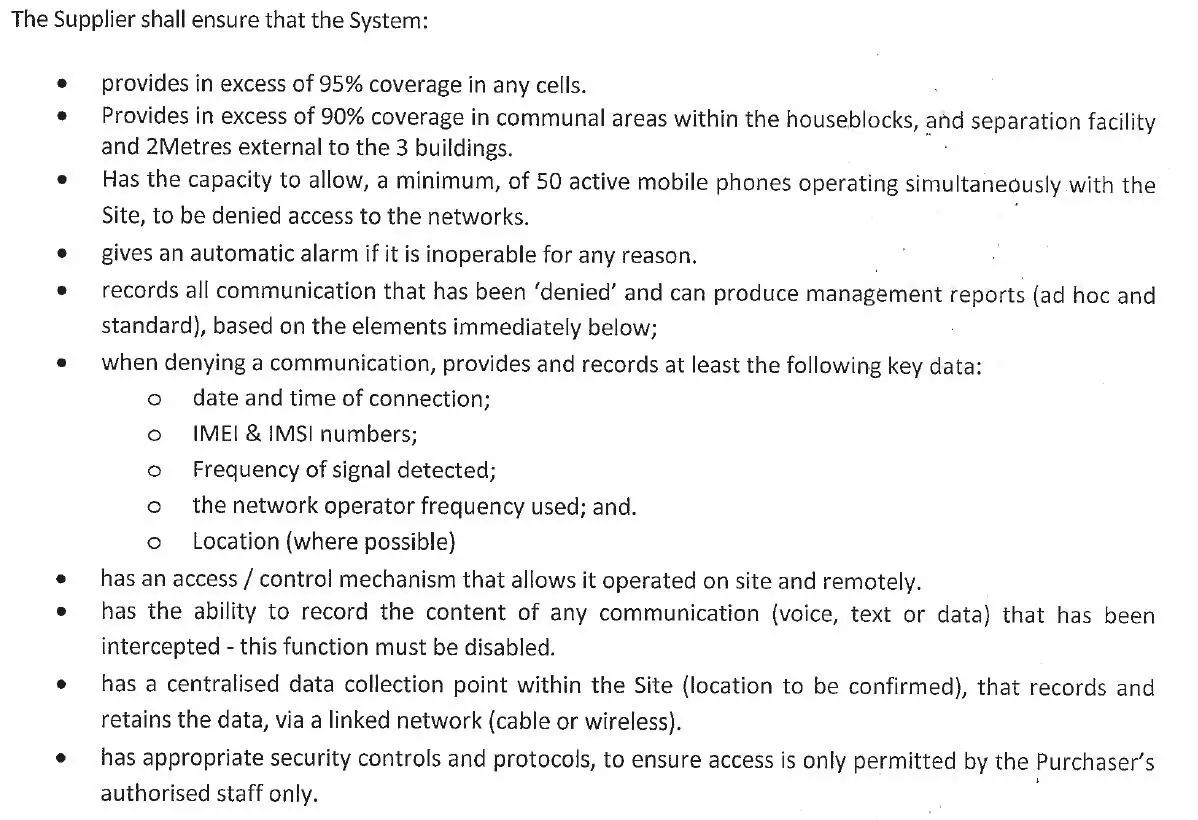 The Supplier shall ensure that the System:
• provides in excess of 95% coverage in any cells.
• Provides in excess of 90% coverage in communal areas within the houseblocks, and separation facility
and 2Metres external to the 3 buildings.
• Has the capacity to allow, a minimum, of 50 active mobile phones operating simultaneously with the
Site, to be denied access to the networks.
• gives an automatic alarm if it is inoperable for any reason.
• records all communication that has been 'denied' and can produce management reports (ad hoc and
standard), based on the elements immediately below;
• when denying a communication, provides and records at least the following key data:
o date and time of connection;
o IMEI & IMSI numbers;
o Frequency of signal detected;
o the network operator frequency used; and.
o Location (where possible)
• has an access / control mechanism that allows it operated on site and remotely.
• has the ability to record the content of any communication (voice, text or data) that has been
intercepted - this function must be disabled.
• has a centralised data collection point within the Site (location to be confirmed), that records and
retains the data, via a linked network (cable or wireless).
• has appropriate security controls and protocols, to ensure access is only permitted by the Purchaser's
authorised staff only.